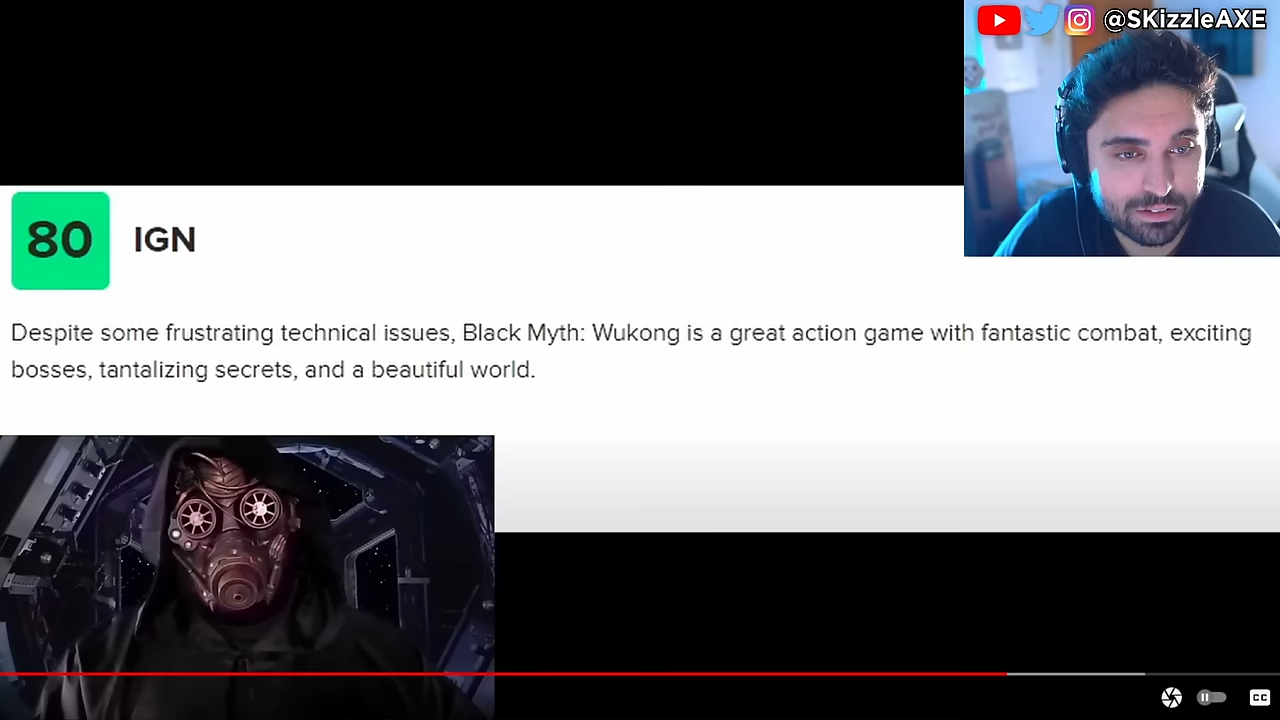 @SKizzleAXE
80
IGN
Despite some frustrating technical issues, Black Myth: Wukong is a great action game with fantastic combat, exciting
bosses, tantalizing secrets, and a beautiful world.
CC